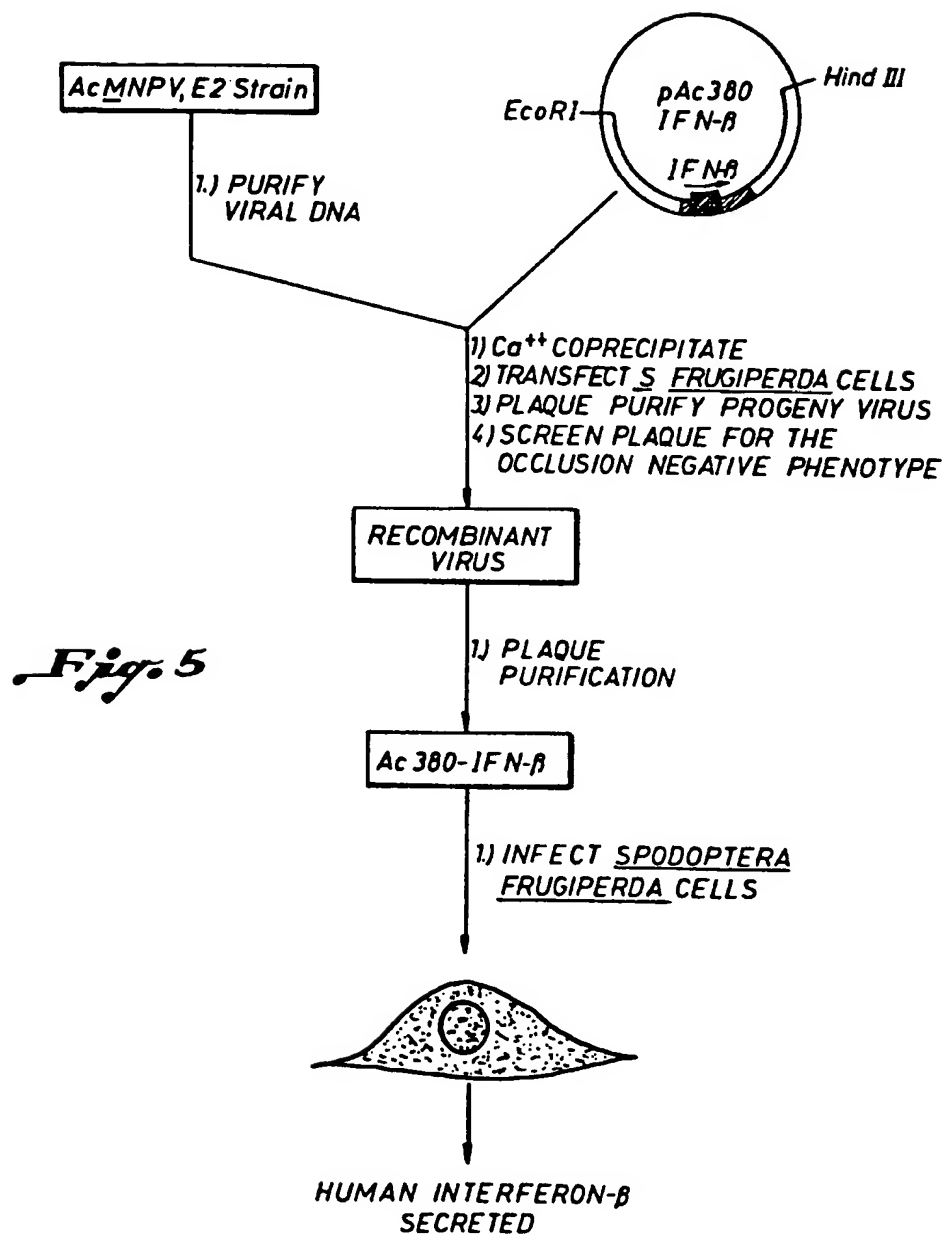 AcMNPV, E2 Strain
pAc380
IFN-β
Hind III
EcoRI
IFN-β
1.) PURIFY
VIRAL DNA
1) Ca++ COPRECIPITATE
2) TRANSFECT S FRUGIPERDA CELLS
3) PLAQUE PURIFY PROGENY VIRUS
4) SCREEN PLAQUE FOR THE
OCCLUSION NEGATIVE PHENOTYPE
RECOMBINANT
VIRUS
Fig. 5
1.) PLAQUE
PURIFICATION
Ac 380-IFN-β
1.) INFECT SPODOPTERA
FRUGIPERDA CELLS
HUMAN INTERFERON-β
SECRETED